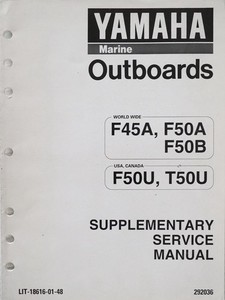 YAMAHA
Marine
Outboards
WORLD WIDE
F45A, F50A
F50B
USA, CANADA
F50U, T50U
SUPPLEMENTARY
SERVICE
MANUAL
LIT-18616-01-48 292036